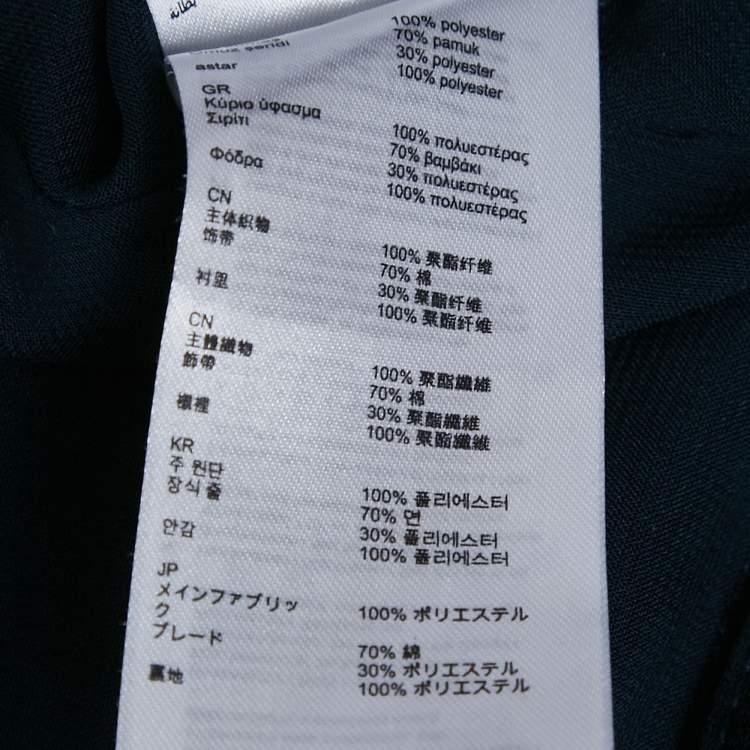 بطانة
100% polyester
70% pamuk
30% polyester
astar 100% polyester
GR
Κύριο ύφασμα 100% πολυεστέρας
Σιρίτι 70% βαμβάκι
30% πολυεστέρας
Φόδρα 100% πολυεστέρας
CN
主体织物 100% 聚酯纤维
饰带 70% 棉
30% 聚酯纤维
衬里 100% 聚酯纤维
CN
主體織物 100% 聚酯纖維
飾帶 70% 棉
30% 聚酯纖維
襯裡 100% 聚酯纖維
KR
주 원단 100% 폴리에스터
장식 줄 70% 면
30% 폴리에스터
안감 100% 폴리에스터
JP
メインファブリッ
ク 100% ポリエステル
ブレード 70% 綿
30% ポリエステル
裏地 100% ポリエステル